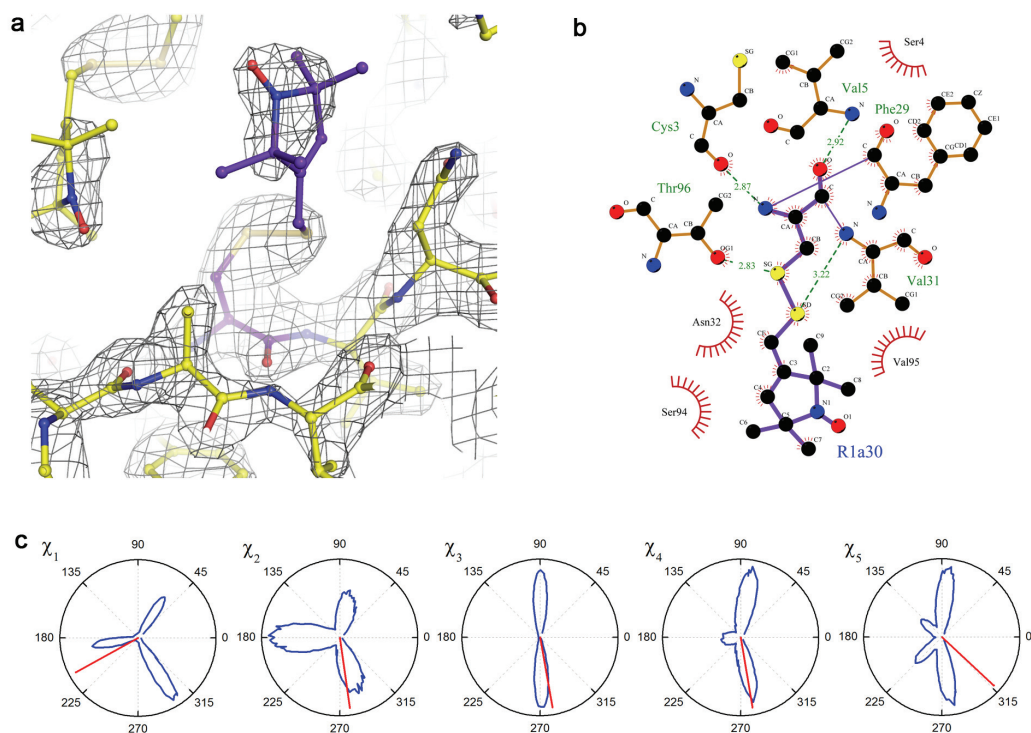 a
b
SG
CB
N
CA
C
O
Cys3
CG1
CG2
CB
Val5
CA
N
O
C
Ser4
Phe29
CE2
CZ
CD2
CE1
CG
CD1
O
C
CA
CB
N
2.92
2.87
O
C
N
CA
CB
SG
SD
Thr96
CG2
O
C
CB
CA
OG1
N
2.83
3.22
N
C
CA
O
CB
CG2
CG1
Val31
Asn32
Val95
Ser94
CE
C9
C3
C2
C4
C8
N1
C5
O1
C6
C7
R1a30
c
χ1 90 χ2 90 χ3 90 χ4 90 χ5 90
135 45 135 45 135 45 135 45 135 45
180 0 180 0 180 0 180 0 180 0
225 315 225 315 225 315 225 315 225 315
270 270 270 270 270